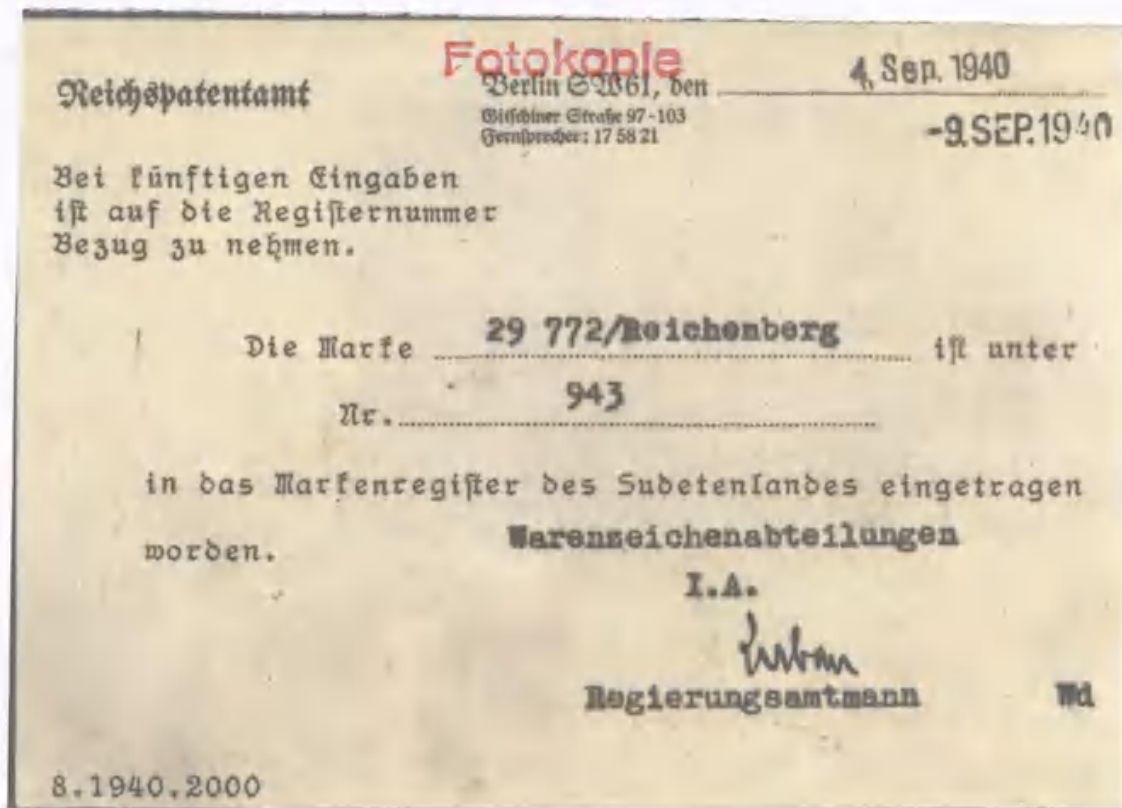 Fotokopie
Reichspatentamt
Berlin SW61, den 4. Sep. 1940
Gitschiner Straße 97-103
Fernsprecher: 17 58 21
-9.SEP.1940
Bei künftigen Eingaben
ist auf die Registernummer
Bezug zu nehmen.
Die Marke 29 772/Reichenberg ist unter
Nr. 943
in das Markenregister des Sudetenlandes eingetragen
worden.
Warenzeichenabteilungen
I.A.
Regierungsamtmann Wd
8.1940.2000